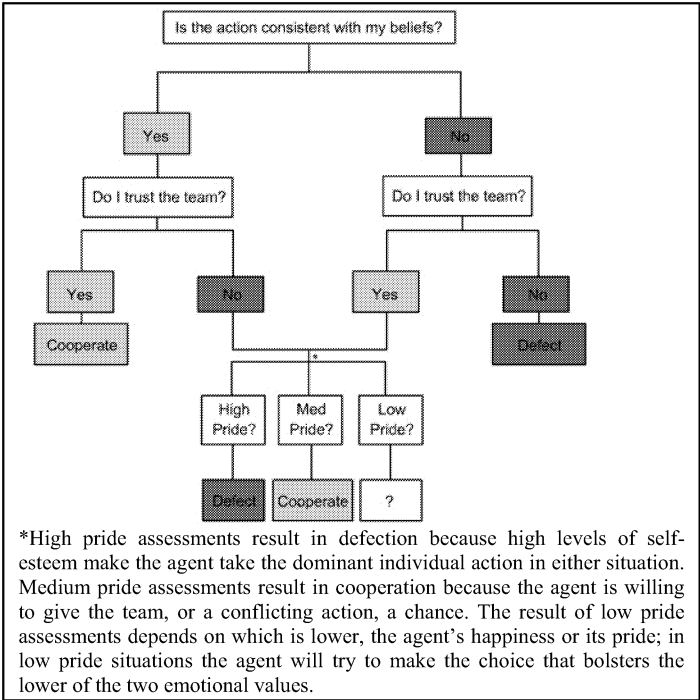 Is the action consistent with my beliefs?
Yes
No
Do I trust the team?
Do I trust the team?
Yes
No
Yes
No
Cooperate
Defect
*
High
Pride?
Med
Pride?
Low
Pride?
Defect
Cooperate
?
*High pride assessments result in defection because high levels of self-
esteem make the agent take the dominant individual action in either situation.
Medium pride assessments result in cooperation because the agent is willing
to give the team, or a conflicting action, a chance. The result of low pride
assessments depends on which is lower, the agent's happiness or its pride; in
low pride situations the agent will try to make the choice that bolsters the
lower of the two emotional values.